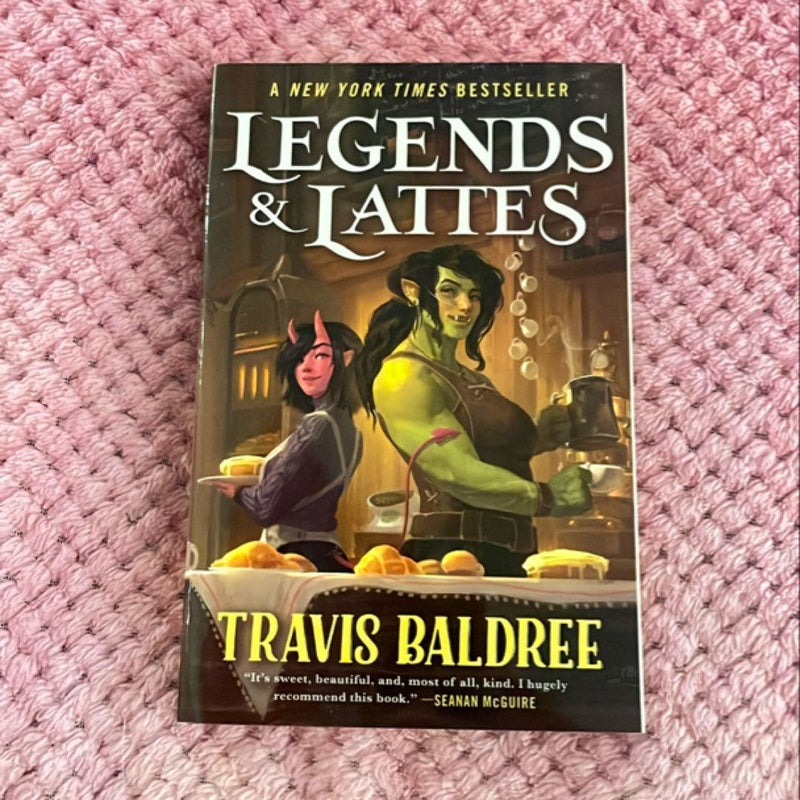 A NEW YORK TIMES BESTSELLER
LEGENDS
& LATTES
TRAVIS BALDREE
“It’s sweet, beautiful, and, most of all, kind. I hugely
recommend this book.” —SEANAN McGUIRE